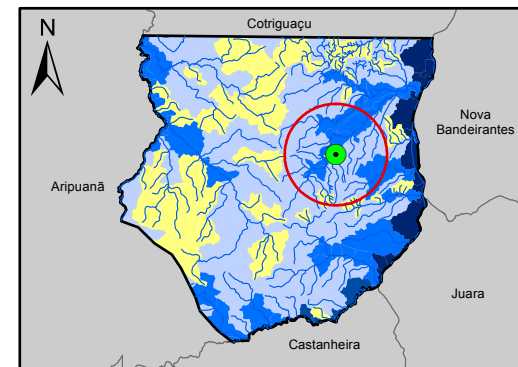 N
Cotriguaçu
Nova
Bandeirantes
Aripuanã
Juara
Castanheira